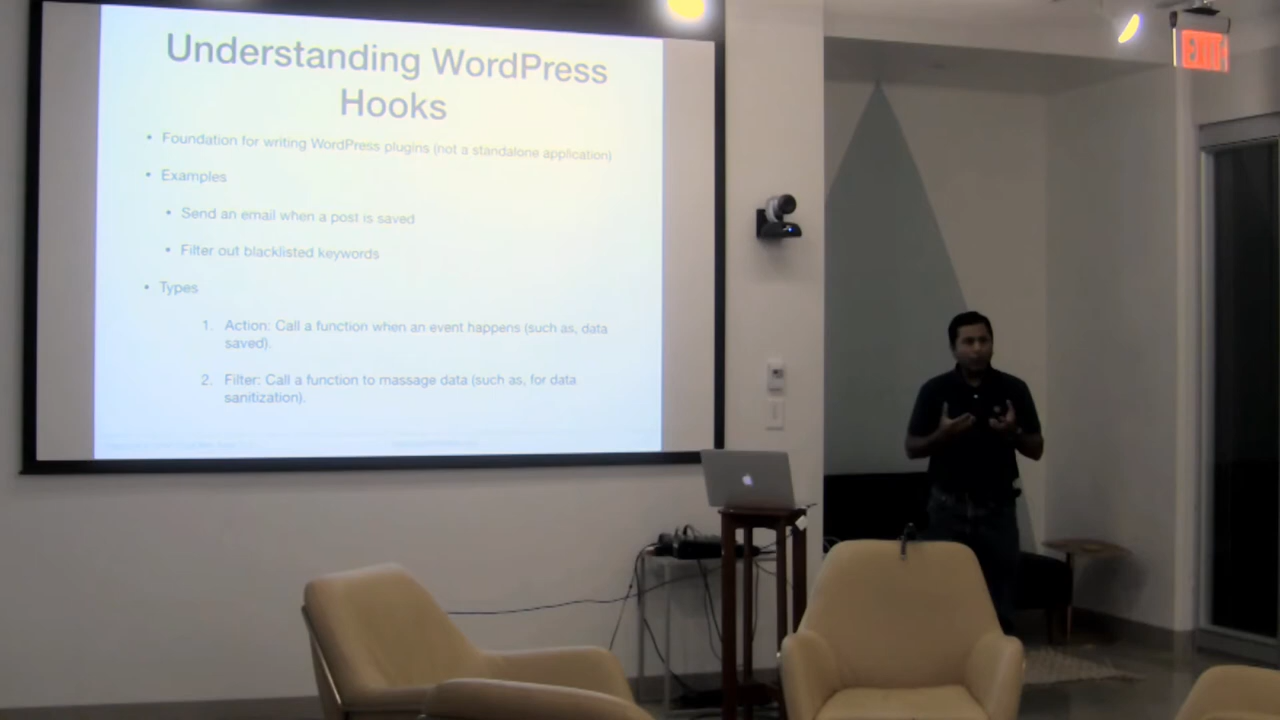 Understanding WordPress
Hooks
• Foundation for writing WordPress plugins (not a standalone application)
• Examples
• Send an email when a post is saved
• Filter out blacklisted keywords
• Types
1. Action: Call a function when an event happens (such as, data
saved).
2. Filter: Call a function to massage data (such as, for data
sanitization).
EXIT